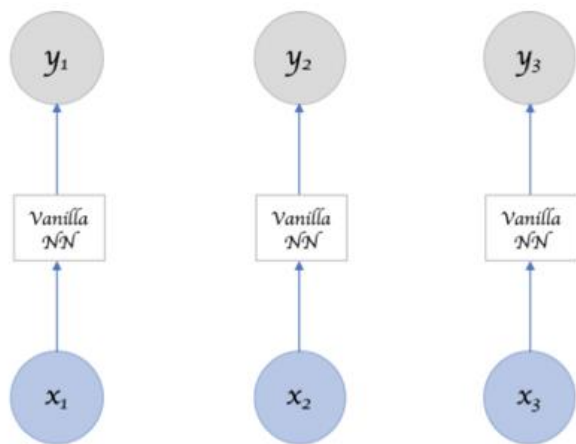 y₁ y₂ y₃
Vanilla Vanilla Vanilla
NN NN NN
x₁ x₂ x₃